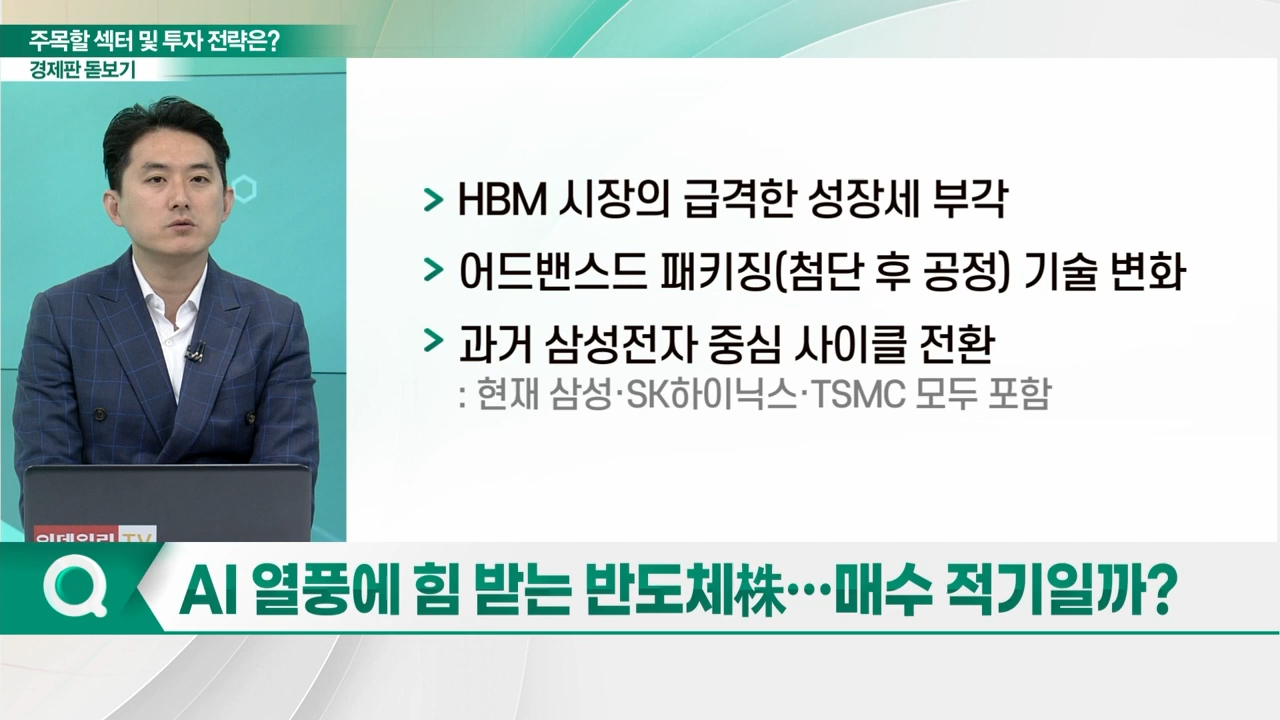 주목할 섹터 및 투자 전략은?
경제판 돋보기
> HBM 시장의 급격한 성장세 부각
> 어드밴스드 패키징(첨단 후 공정) 기술 변화
> 과거 삼성전자 중심 사이클 전환
: 현재 삼성·SK하이닉스·TSMC 모두 포함
이데일리 TV
AI 열풍에 힘 받는 반도체株…매수 적기일까?